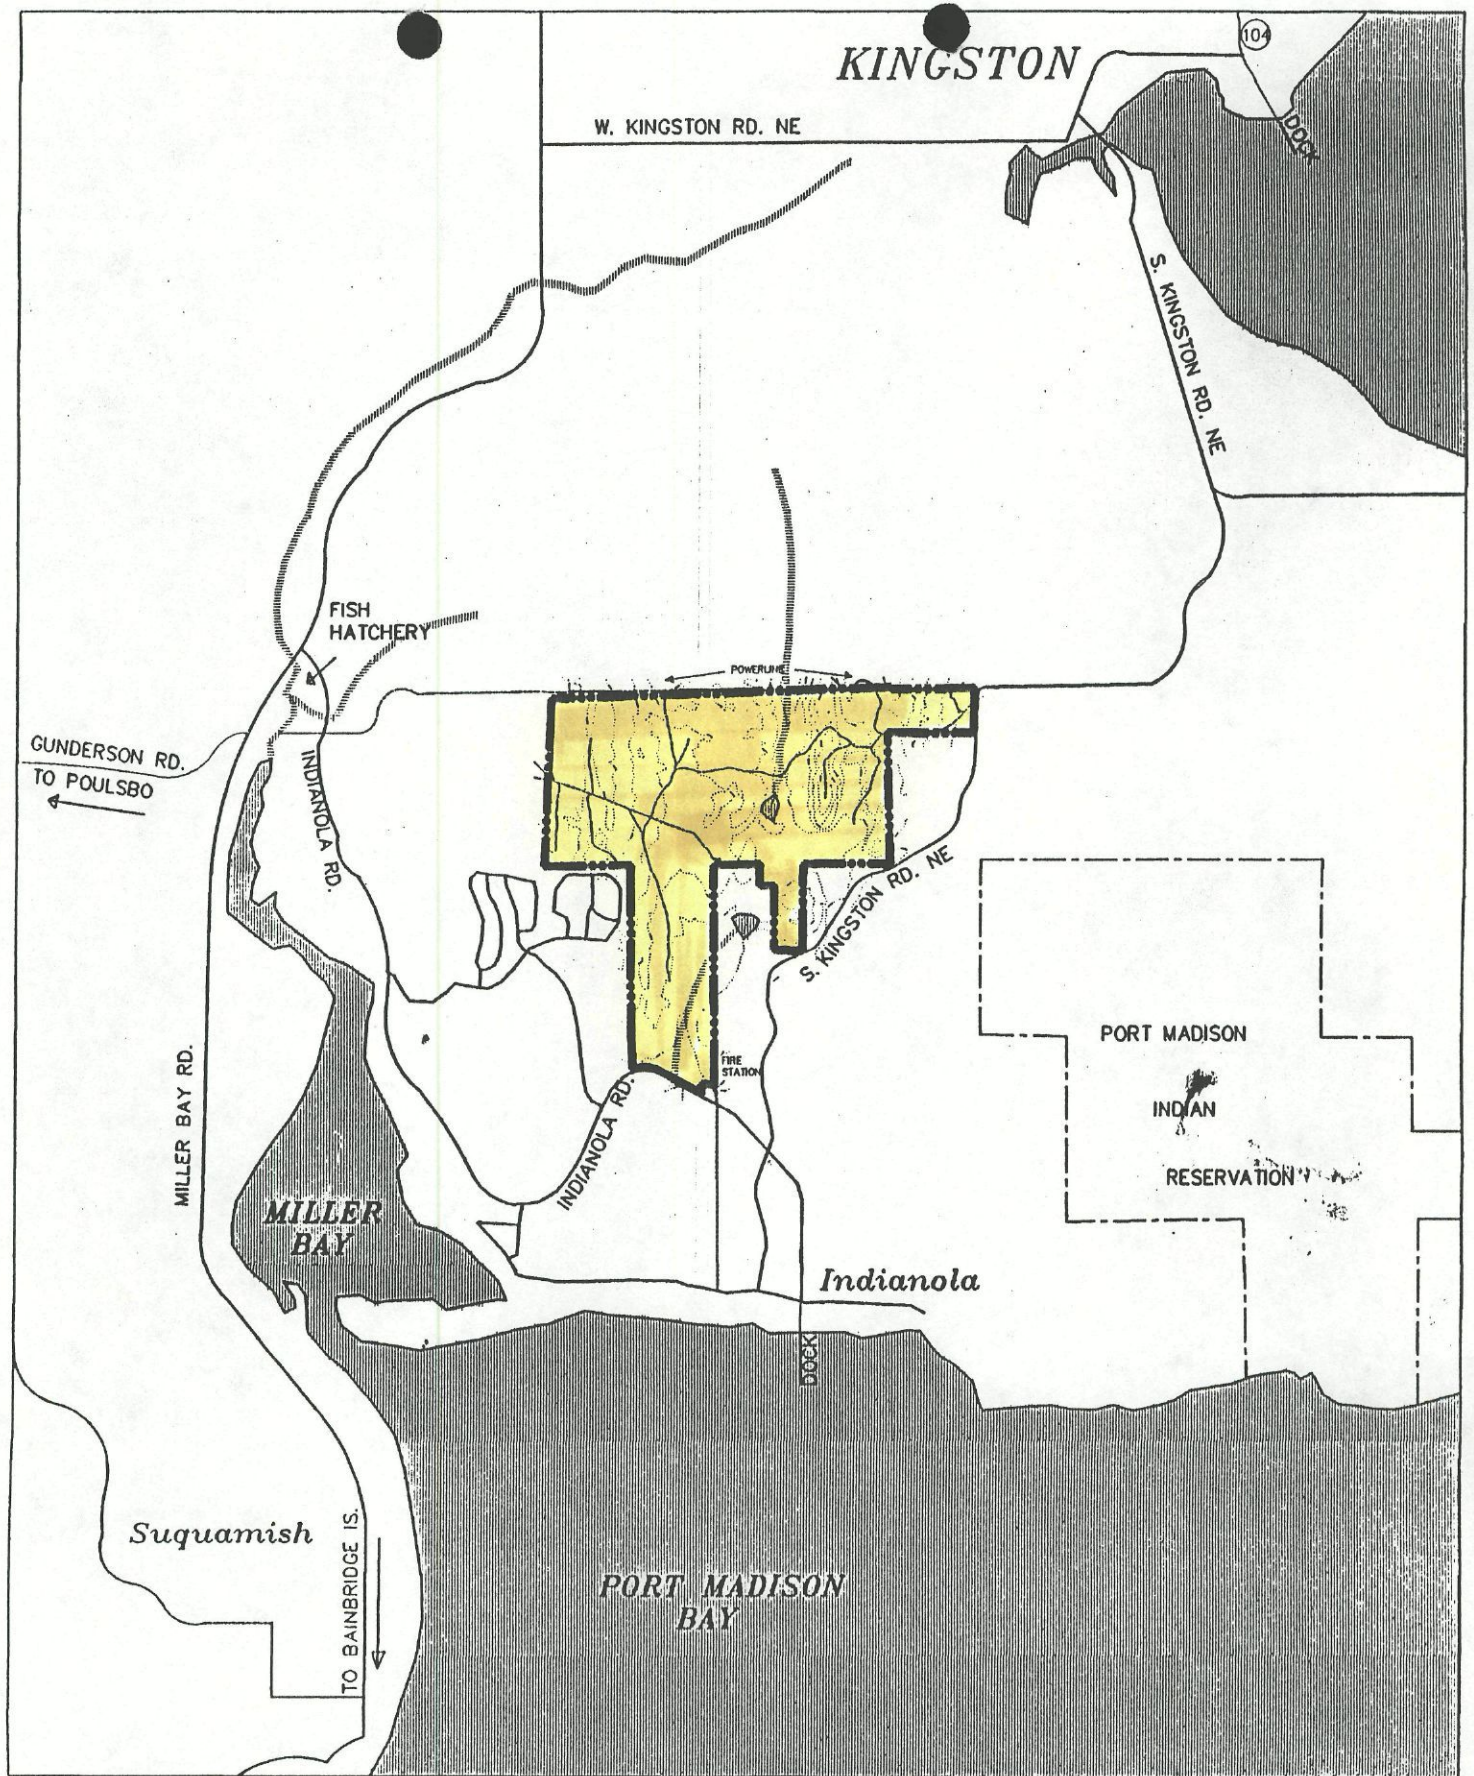 104
KINGSTON
W. KINGSTON RD. NE
DOCK
S. KINGSTON RD. NE
FISH
HATCHERY
POWERLINE
GUNDERSON RD.
TO POULSBO
INDIANOLA RD.
S. KINGSTON RD. NE
PORT MADISON
INDIAN
RESERVATION
FIRE
STATION
MILLER BAY RD.
INDIANOLA RD.
MILLER
BAY
Indianola
DOCK
Suquamish
TO BAINBRIDGE IS.
PORT MADISON
BAY